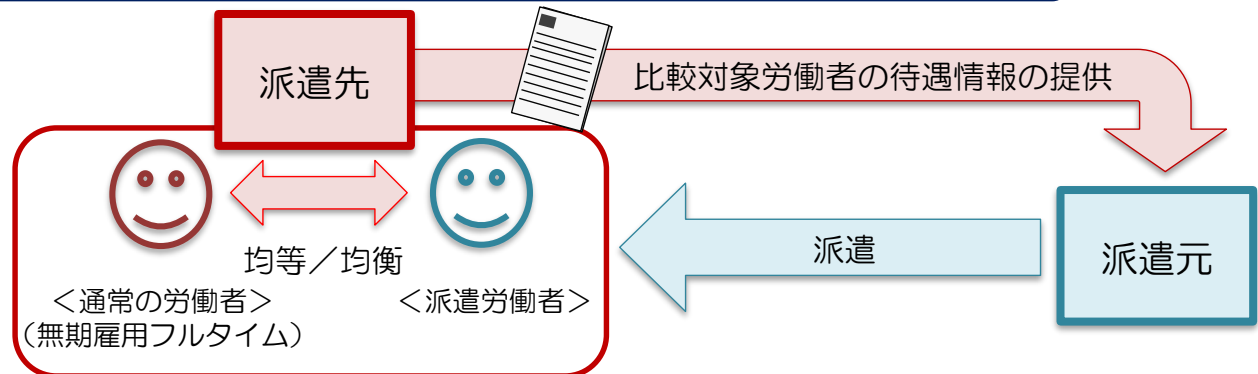 派遣先
比較対象労働者の待遇情報の提供
均等／均衡
＜通常の労働者＞
（無期雇用フルタイム）
＜派遣労働者＞
派遣
派遣元